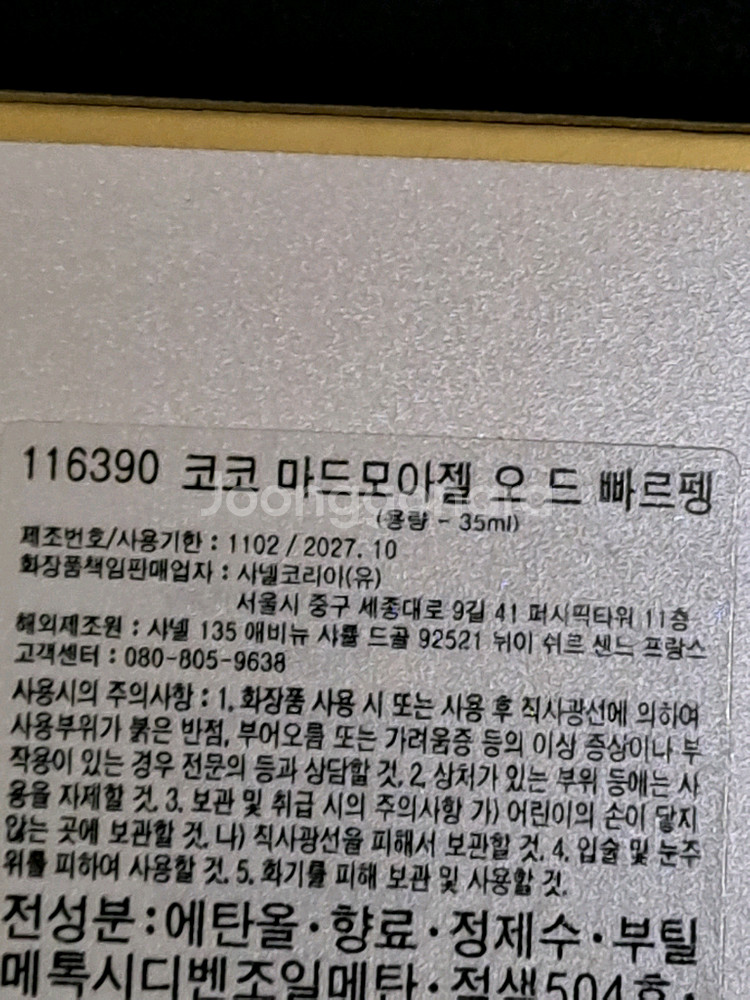 116390 코코 마드모아젤 오 드 빠르펭
(용량 - 35ml)
제조번호/사용기한 : 1102 / 2027. 10
화장품책임판매업자 : 샤넬코리아(유)
서울시 중구 세종대로 9길 41 퍼시픽타워 11층
해외제조원 : 샤넬 135 애비뉴 샤를 드골 92521 뉘이 쉬르 센느 프랑스
고객센터 : 080-805-9638
사용시의 주의사항 : 1. 화장품 사용 시 또는 사용 후 직사광선에 의하여
사용부위가 붉은 반점, 부어오름 또는 가려움증 등의 이상 증상이나 부
작용이 있는 경우 전문의 등과 상담할 것. 2. 상처가 있는 부위 등에는 사
용을 자제할 것. 3. 보관 및 취급 시의 주의사항 가) 어린이의 손이 닿지
않는 곳에 보관할 것. 나) 직사광선을 피해서 보관할 것. 4. 입술 및 눈주
위를 피하여 사용할 것. 5. 화기를 피해 보관 및 사용할 것.
전성분 : 에탄올 · 향료 · 정제수 · 부틸
메톡시디벤조일메탄 · 적색504호 ·